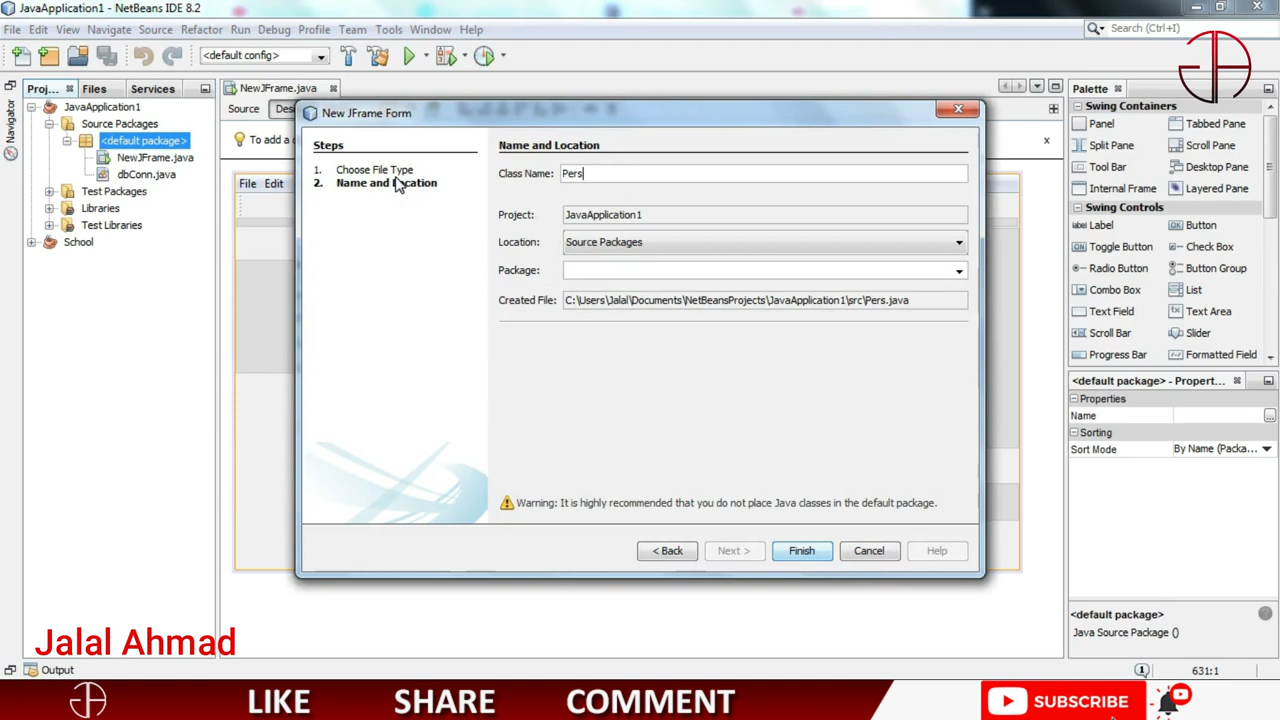 JavaApplication1 - NetBeans IDE 8.2
File Edit View Navigate Source Refactor Run Debug Profile Team Tools Window Help
Search (Ctrl+I)
<default config>
Proj... Files Services
NewJFrame.java
Palette
Navigator
JavaApplication1
Source Packages
<default package>
NewJFrame.java
dbConn.java
Test Packages
Libraries
Test Libraries
School
Source Des
To add a c
File Edit
New JFrame Form
Steps
1. Choose File Type
2. Name and Location
Name and Location
Class Name: Pers
Project: JavaApplication1
Location: Source Packages
Package:
Created File: C:\Users\Jalal\Documents\NetBeansProjects\JavaApplication1\src\Pers.java
Warning: It is highly recommended that you do not place Java classes in the default package.
< Back Next > Finish Cancel Help
Swing Containers
Panel Tabbed Pane
Split Pane Scroll Pane
Tool Bar Desktop Pane
Internal Frame Layered Pane
Swing Controls
label Label OK Button
ON Toggle Button Check Box
Radio Button Button Group
Combo Box List
Text Field Text Area
Scroll Bar Slider
Progress Bar Formatted Field
<default package> - Propert...
Properties
Name
Sorting
Sort Mode By Name (Packa...
<default package>
Java Source Package ()
Jalal Ahmad
Output
1 631:1
LIKE SHARE COMMENT
SUBSCRIBE